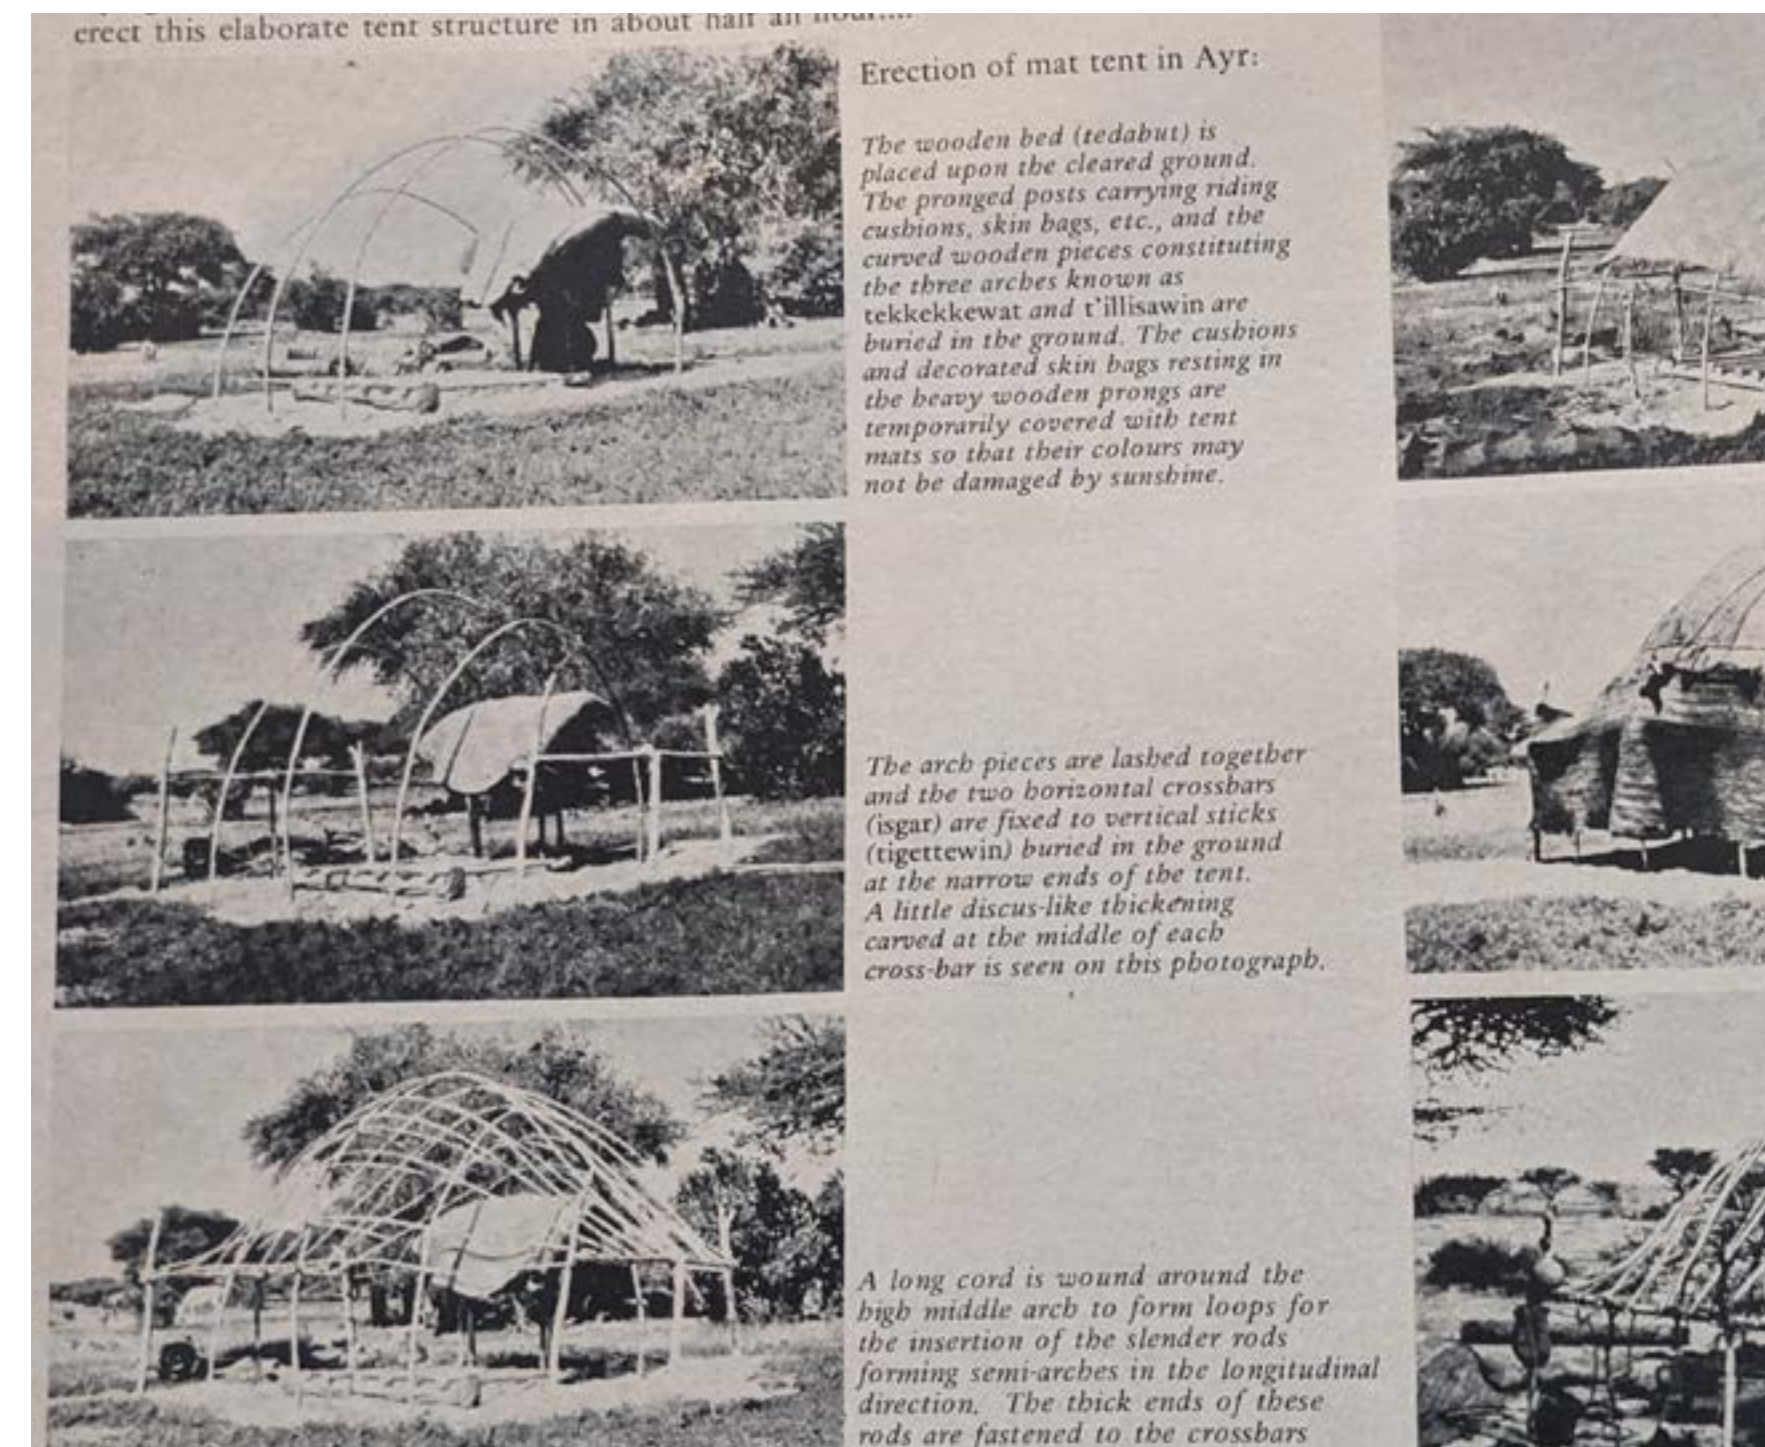 erect this elaborate tent structure in about half an hour....
Erection of mat tent in Ayr:
The wooden bed (tedabut) is
placed upon the cleared ground.
The pronged posts carrying riding
cushions, skin bags, etc., and the
curved wooden pieces constituting
the three arches known as
tekkekkewat and t'illisawin are
buried in the ground. The cushions
and decorated skin bags resting in
the heavy wooden prongs are
temporarily covered with tent
mats so that their colours may
not be damaged by sunshine.
The arch pieces are lashed together
and the two horizontal crossbars
(isgar) are fixed to vertical sticks
(tigettewin) buried in the ground
at the narrow ends of the tent.
A little discus-like thickening
carved at the middle of each
cross-bar is seen on this photograph.
A long cord is wound around the
high middle arch to form loops for
the insertion of the slender rods
forming semi-arches in the longitudinal
direction. The thick ends of these
rods are fastened to the crossbars